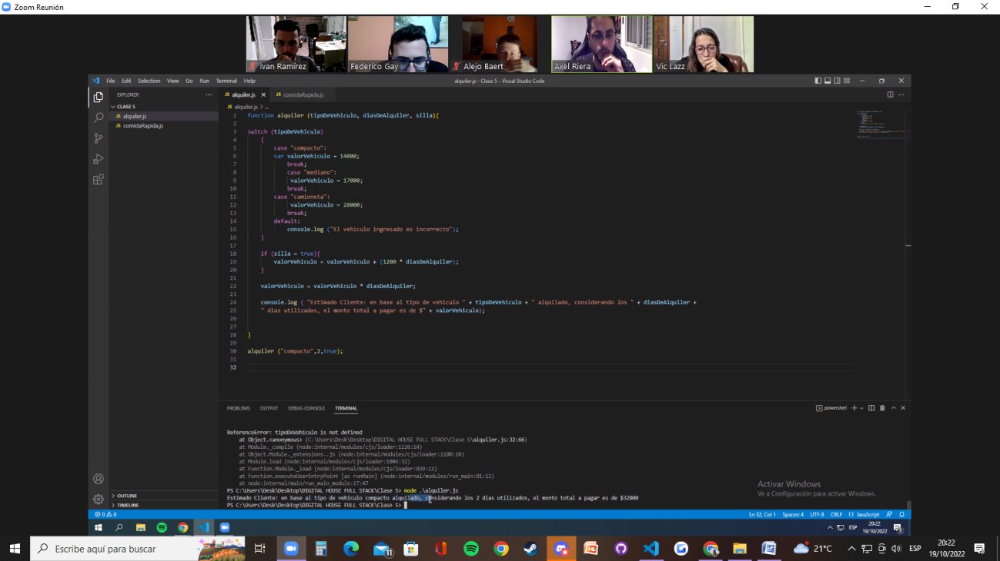 Zoom Reunión
Ivan Ramírez
Federico Gay
Alejo Baert
Axel Riera
Vic Lazz
File Edit Selection View Go Run Terminal Help
alquiler.js - Clase 5 - Visual Studio Code
EXPLORER
CLASE 5
alquiler.js
comidaRapida.js
OUTLINE
TIMELINE
alquiler.js
comidaRapida.js
alquiler.js > ...
1 function alquiler (tipoDeVehiculo, diasDeAlquiler, silla){
2
3 switch (tipoDeVehiculo)
4 {
5 case "compacto":
6 var valorVehiculo = 14000;
7 break;
8 case "mediano":
9 valorVehiculo = 17000;
10 break;
11 case "camioneta":
12 valorVehiculo = 28000;
13 break;
14 default:
15 console.log ("El vehiculo ingresado es incorrecto");
16 }
17
18 if (silla = true){
19 valorVehiculo = valorVehiculo + (1200 * diasDeAlquiler);
20 }
21
22 valorVehiculo = valorVehiculo * diasDeAlquiler;
23
24 console.log ( "Estimado Cliente: en base al tipo de vehiculo " + tipoDeVehiculo + " alquilado, considerando los " + diasDeAlquiler +
25 " dias utilizados, el monto total a pagar es de $" + valorVehiculo);
26
27
28 }
29
30 alquiler ("compacto",2,true);
31
32
PROBLEMS OUTPUT DEBUG CONSOLE TERMINAL
powershell
ReferenceError: tipoDeVehiculo is not defined
at Object.<anonymous> (C:\Users\Desk\Desktop\DIGITAL HOUSE FULL STACK\Clase 5\alquiler.js:32:66)
at Module._compile (node:internal/modules/cjs/loader:1126:14)
at Object.Module._extensions..js (node:internal/modules/cjs/loader:1180:10)
at Module.load (node:internal/modules/cjs/loader:1004:32)
at Function.Module._load (node:internal/modules/cjs/loader:839:12)
at Function.executeUserEntryPoint [as runMain] (node:internal/modules/run_main:81:12)
at node:internal/main/run_main_module:17:47
PS C:\Users\Desk\Desktop\DIGITAL HOUSE FULL STACK\Clase 5> node .\alquiler.js
Estimado Cliente: en base al tipo de vehiculo compacto alquilado, considerando los 2 dias utilizados, el monto total a pagar es de $32800
PS C:\Users\Desk\Desktop\DIGITAL HOUSE FULL STACK\Clase 5>
Activar Windows
Ve a Configuración para activar Windows.
0 0
Ln 32, Col 1 Spaces: 4 UTF-8 CRLF JavaScript
ESP
20:22
19/10/2022
3
Escribe aquí para buscar
11
21°C
ESP
20:22
19/10/2022